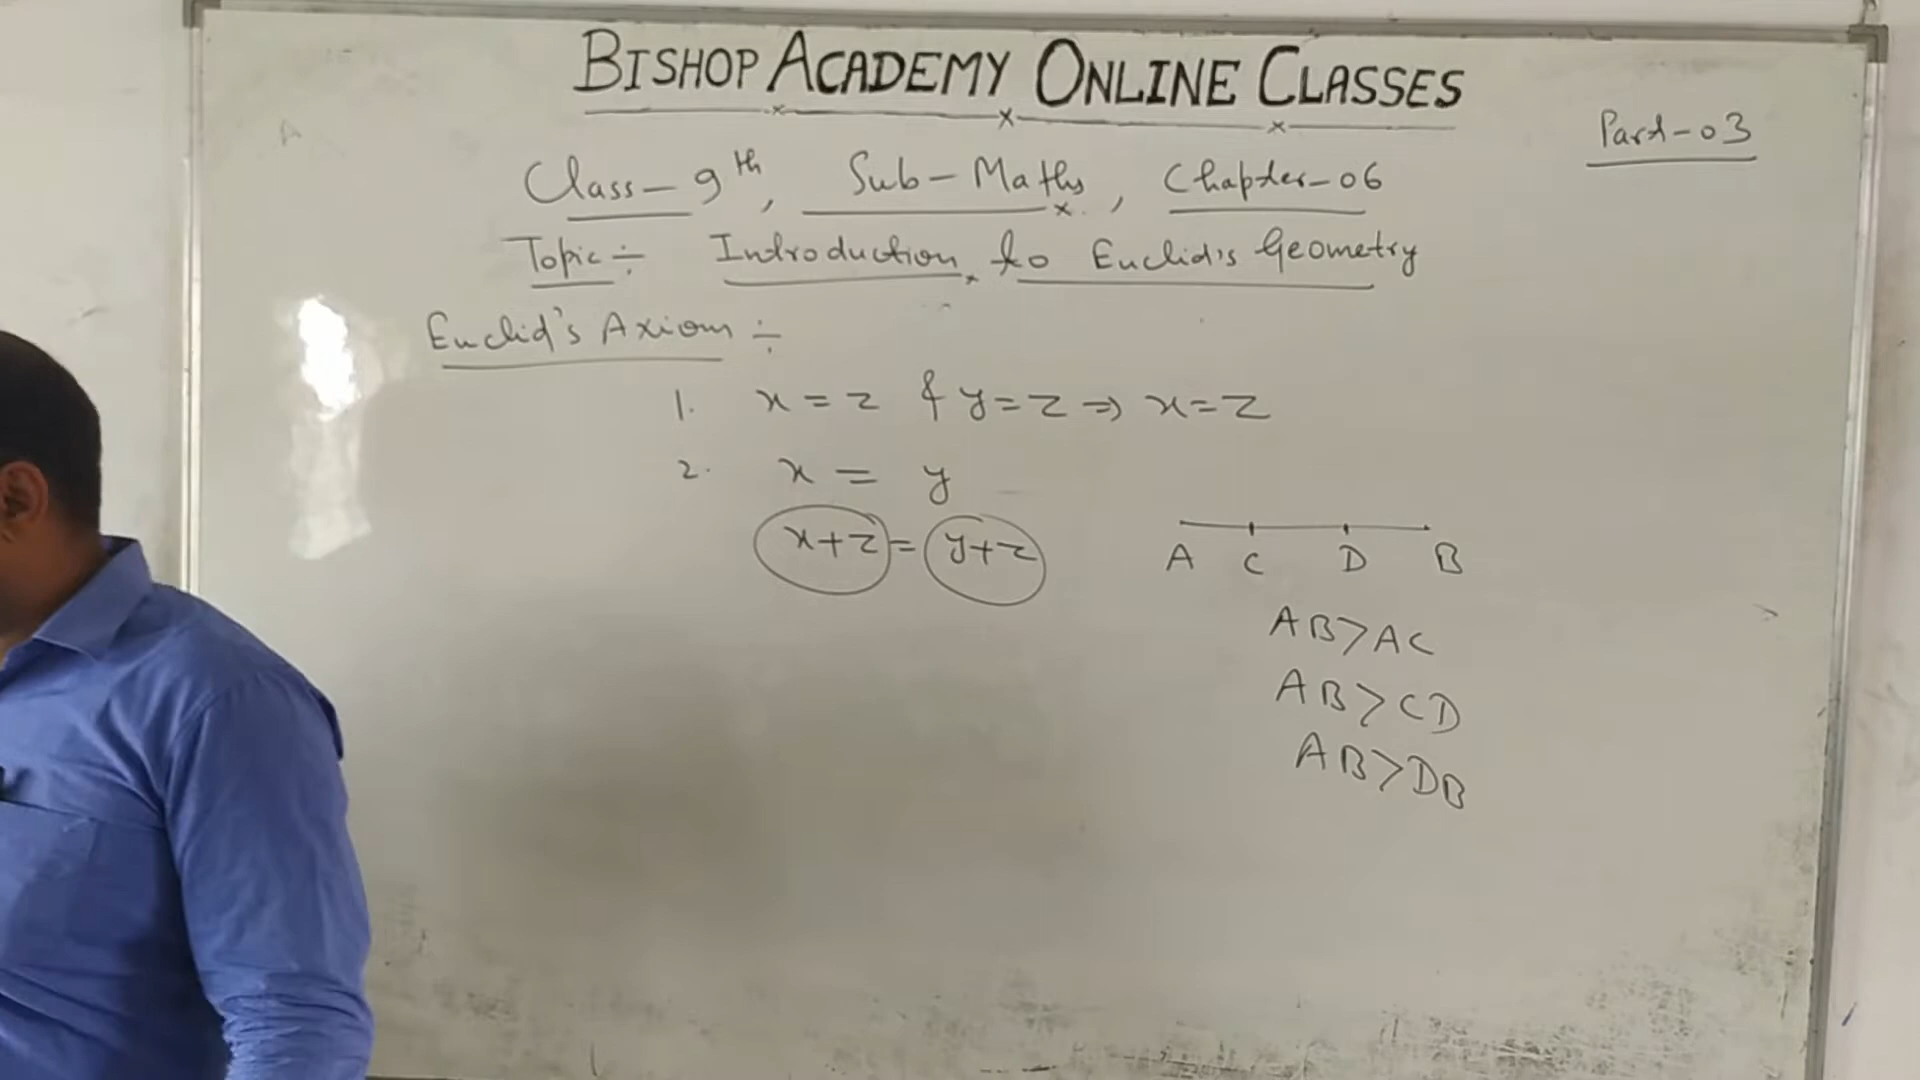 BISHOP ACADEMY ONLINE CLASSES
Part-03
Class-9th, Sub-Maths, Chapter-06
Topic÷ Introduction to Euclid's Geometry
Euclid's Axiom ÷
1. x=z & y=z ⇒ x=z
2. x = y
x+z = y+z
A C D B
AB>AC
AB>CD
AB>DB